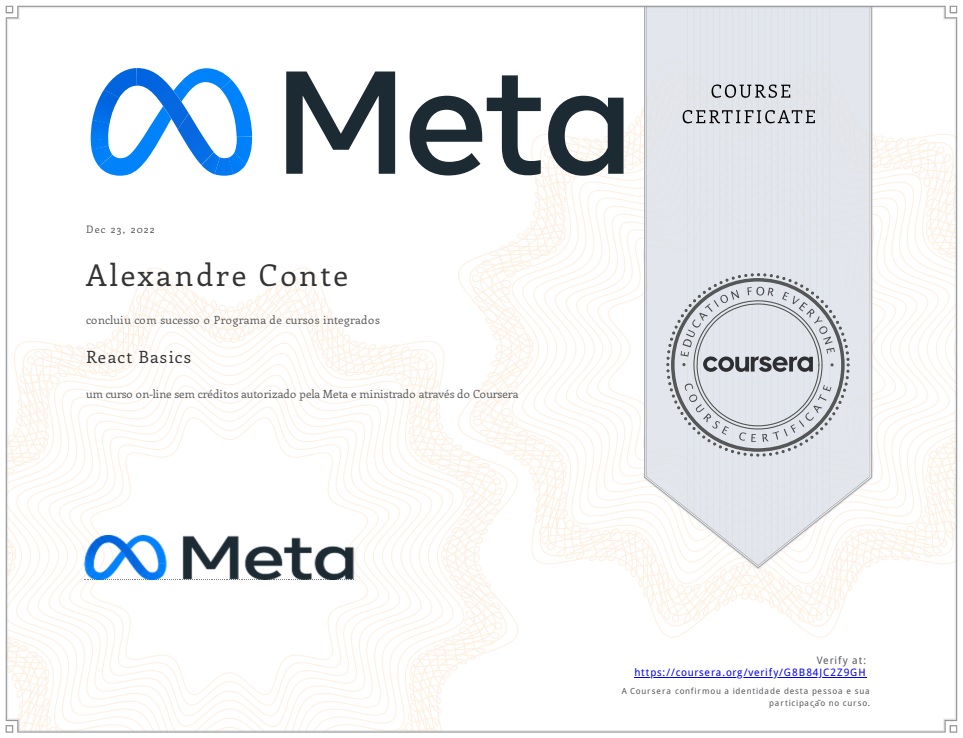 Meta
COURSE
CERTIFICATE
Dec 23, 2022
Alexandre Conte
concluiu com sucesso o Programa de cursos integrados
React Basics
um curso on-line sem créditos autorizado pela Meta e ministrado através do Coursera
EDUCATION FOR EVERYONE
coursera
COURSE CERTIFICATE
Meta
Verify at:
https://coursera.org/verify/G8B84JC2Z9GH
A Coursera confirmou a identidade desta pessoa e sua
participação no curso.